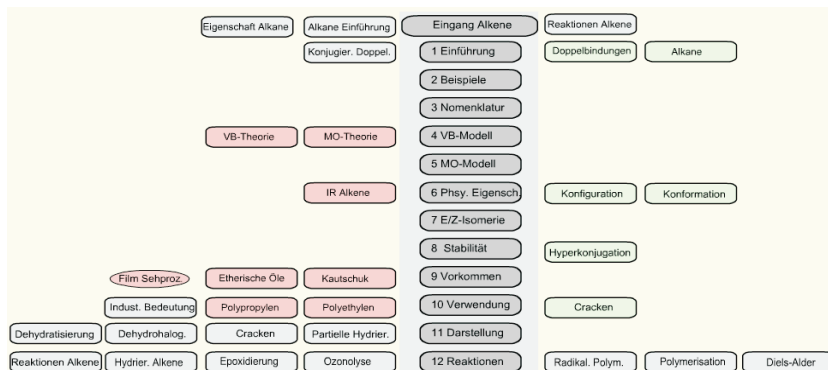 Eigenschaft Alkane Alkane Einführung Eingang Alkene Reaktionen Alkene
Konjugier. Doppel. 1 Einführung Doppelbindungen Alkane
2 Beispiele
3 Nomenklatur
VB-Theorie MO-Theorie 4 VB-Modell
5 MO-Modell
IR Alkene 6 Phsy. Eigensch. Konfiguration Konformation
7 E/Z-Isomerie
8 Stabilität Hyperkonjugation
Film Sehproz. Etherische Öle Kautschuk 9 Vorkommen
Indust. Bedeutung Polypropylen Polyethylen 10 Verwendung Cracken
Dehydratisierung Dehydrohalog. Cracken Partielle Hydrier. 11 Darstellung
Reaktionen Alkene Hydrier. Alkene Epoxidierung Ozonolyse 12 Reaktionen Radikal. Polym. Polymerisation Diels-Alder